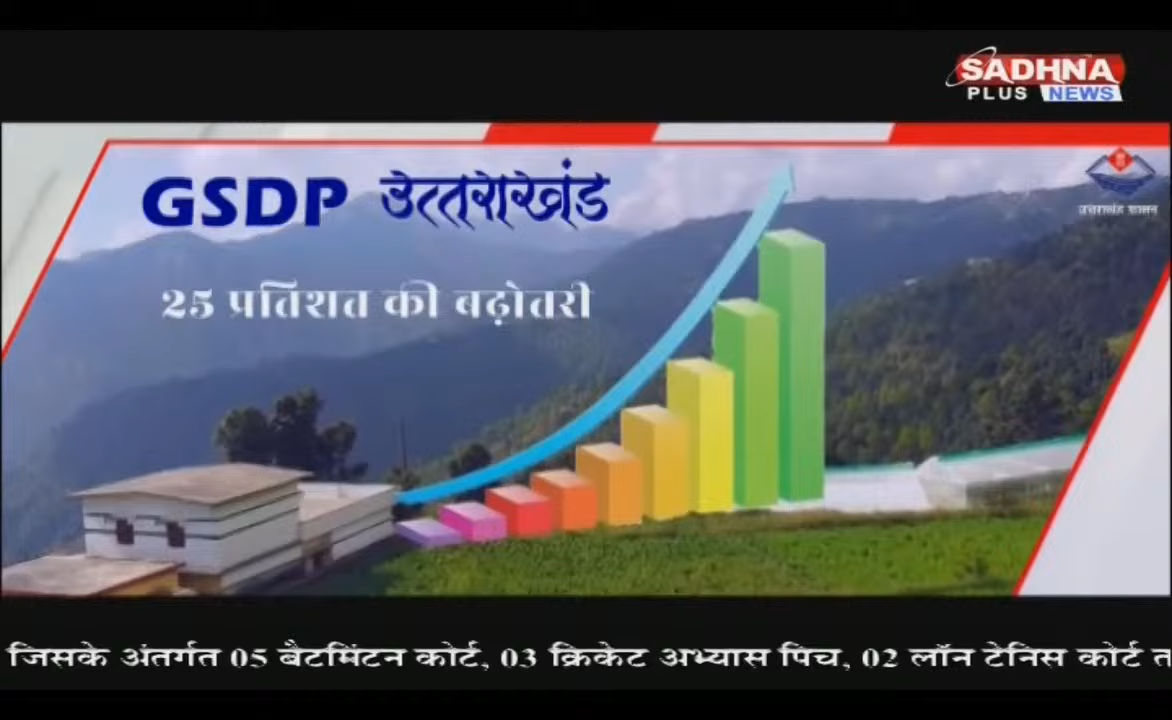 SADHNA
PLUS NEWS
GSDP उत्तराखंड
उत्तराखंड शासन
25 प्रतिशत की बढ़ोतरी
जिसके अंतर्गत 05 बैटमिंटन कोर्ट, 03 क्रिकेट अभ्यास पिच, 02 लॉन टेनिस कोर्ट त